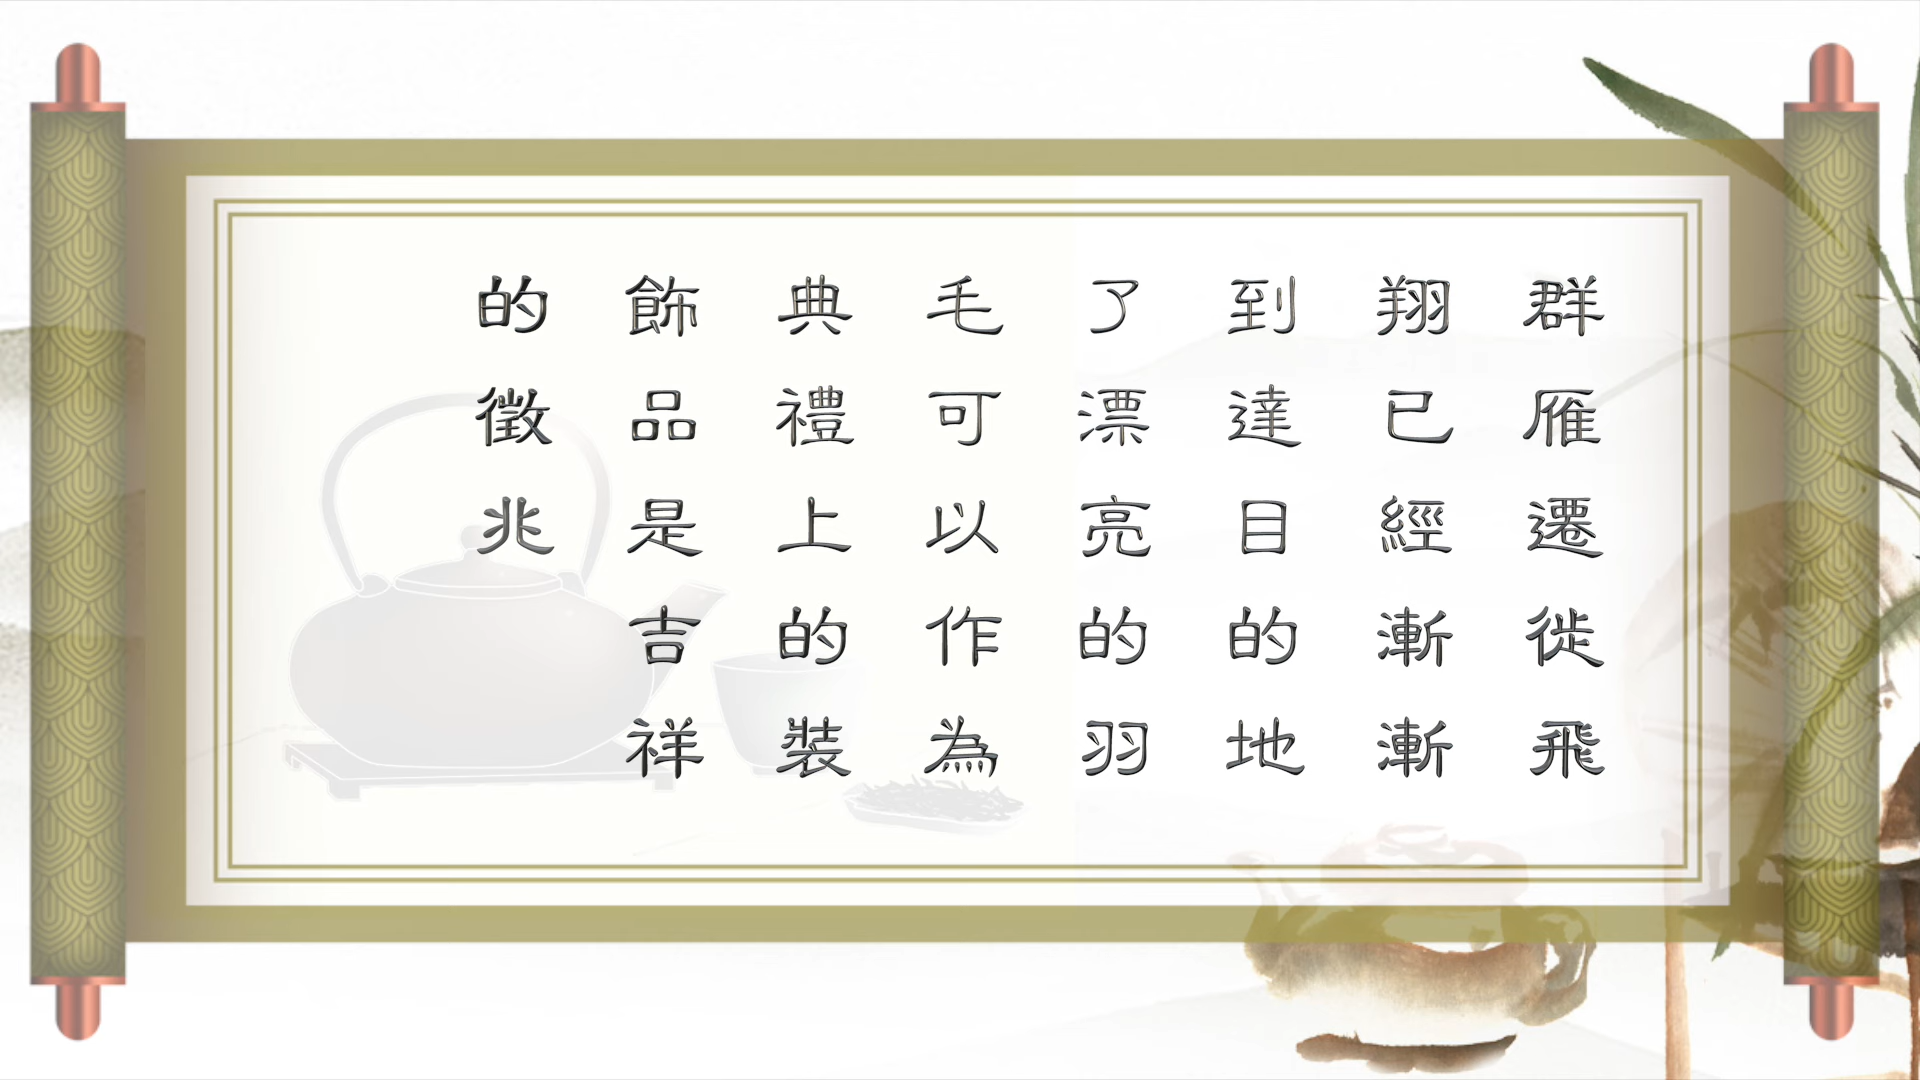 群雁遷徙飛
翔已經漸漸
到達目的地
了漂亮的羽
毛可以作為
典禮上的裝
飾品是吉祥
的徵兆